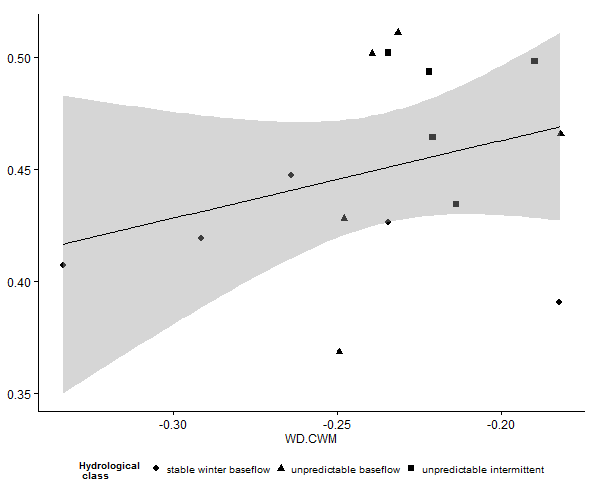 0.50
0.45
0.40
0.35
-0.30 -0.25 -0.20
WD.CWM
Hydrological
class
stable winter baseflow unpredictable baseflow unpredictable intermittent